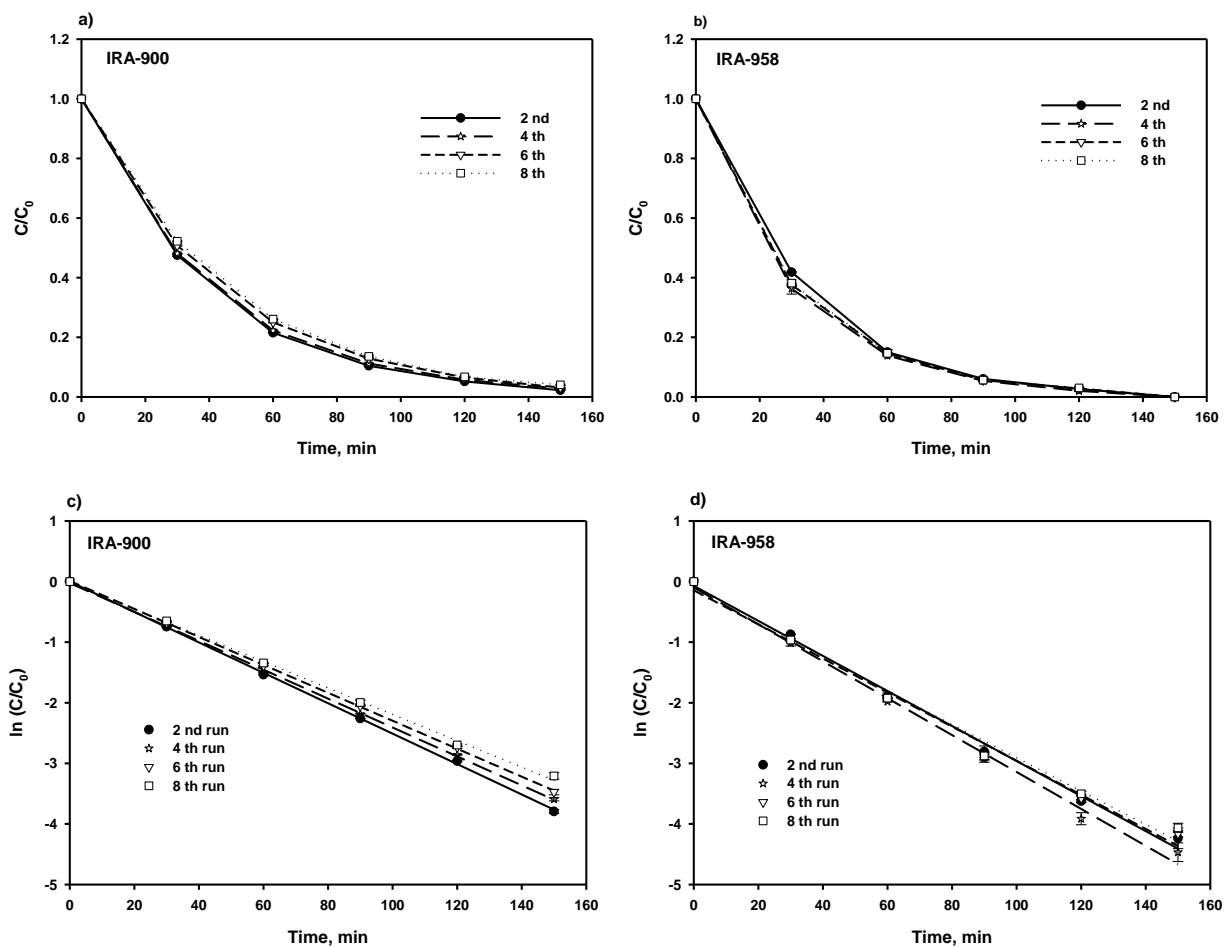 a)
IRA-900
1.2
1.0
0.8
0.6
0.4
0.2
0.0
C/C0
2 nd
4 th
6 th
8 th
0 20 40 60 80 100 120 140 160
Time, min
b)
IRA-958
1.2
1.0
0.8
0.6
0.4
0.2
0.0
C/C0
2 nd
4 th
6 th
8 th
0 20 40 60 80 100 120 140 160
Time, min
c)
IRA-900
1
0
-1
-2
-3
-4
-5
ln (C/C0)
2 nd run
4 th run
6 th run
8 th run
0 20 40 60 80 100 120 140 160
Time, min
d)
IRA-958
1
0
-1
-2
-3
-4
-5
ln (C/C0)
2 nd run
4 th run
6 th run
8 th run
0 20 40 60 80 100 120 140 160
Time, min